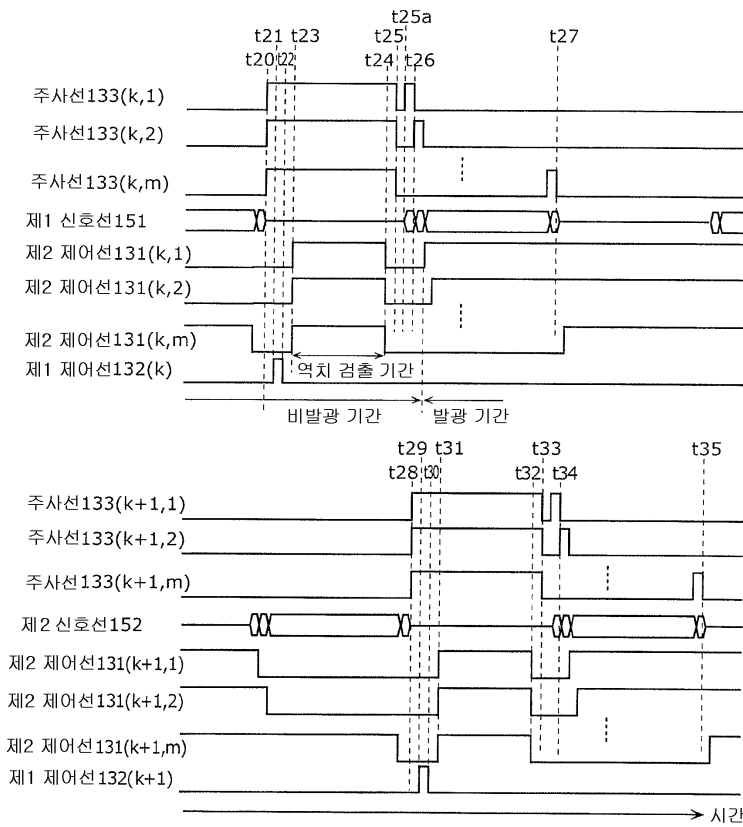 t25a
t21 t23 t25 t27
t20 t22 t24 t26
주사선133(k,1)
주사선133(k,2)
주사선133(k,m)
제1 신호선151
제2 제어선131(k,1)
제2 제어선131(k,2)
제2 제어선131(k,m)
역치 검출 기간
제1 제어선132(k)
비발광 기간 발광 기간
t29 t31 t33 t35
t28 t30 t32 t34
주사선133(k+1,1)
주사선133(k+1,2)
주사선133(k+1,m)
제2 신호선152
제2 제어선131(k+1,1)
제2 제어선131(k+1,2)
제2 제어선131(k+1,m)
제1 제어선132(k+1)
시간